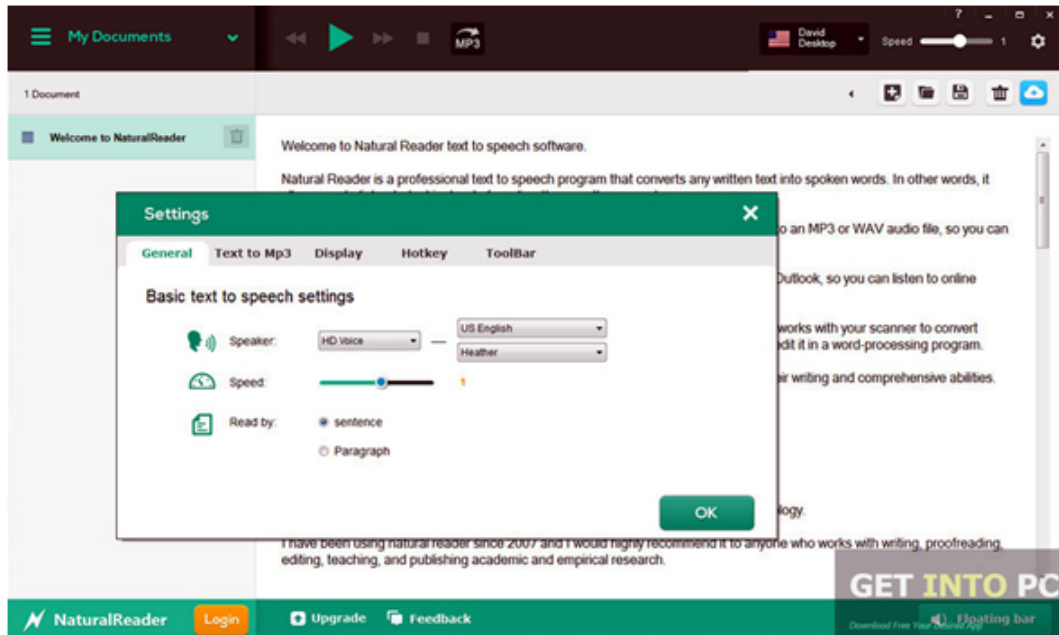 My Documents
MP3
David
Desktop
Speed
1
?
1 Document
Welcome to NaturalReader
Welcome to Natural Reader text to speech software.
Natural Reader is a professional text to speech program that converts any written text into spoken words. In other words, it
o an MP3 or WAV audio file, so you can
Outlook, so you can listen to online
works with your scanner to convert
edit it in a word-processing program.
eir writing and comprehensive abilities.
Settings
General Text to Mp3 Display Hotkey ToolBar
Basic text to speech settings
Speaker: HD Voice — US English
Heather
Speed: 1
Read by: sentence
Paragraph
OK
logy.
I have been using natural reader since 2007 and I would highly recommend it to anyone who works with writing, proofreading,
editing, teaching, and publishing academic and empirical research.
GET INTO PC
Download Free Your Desired App
NaturalReader Login Upgrade Feedback Floating bar